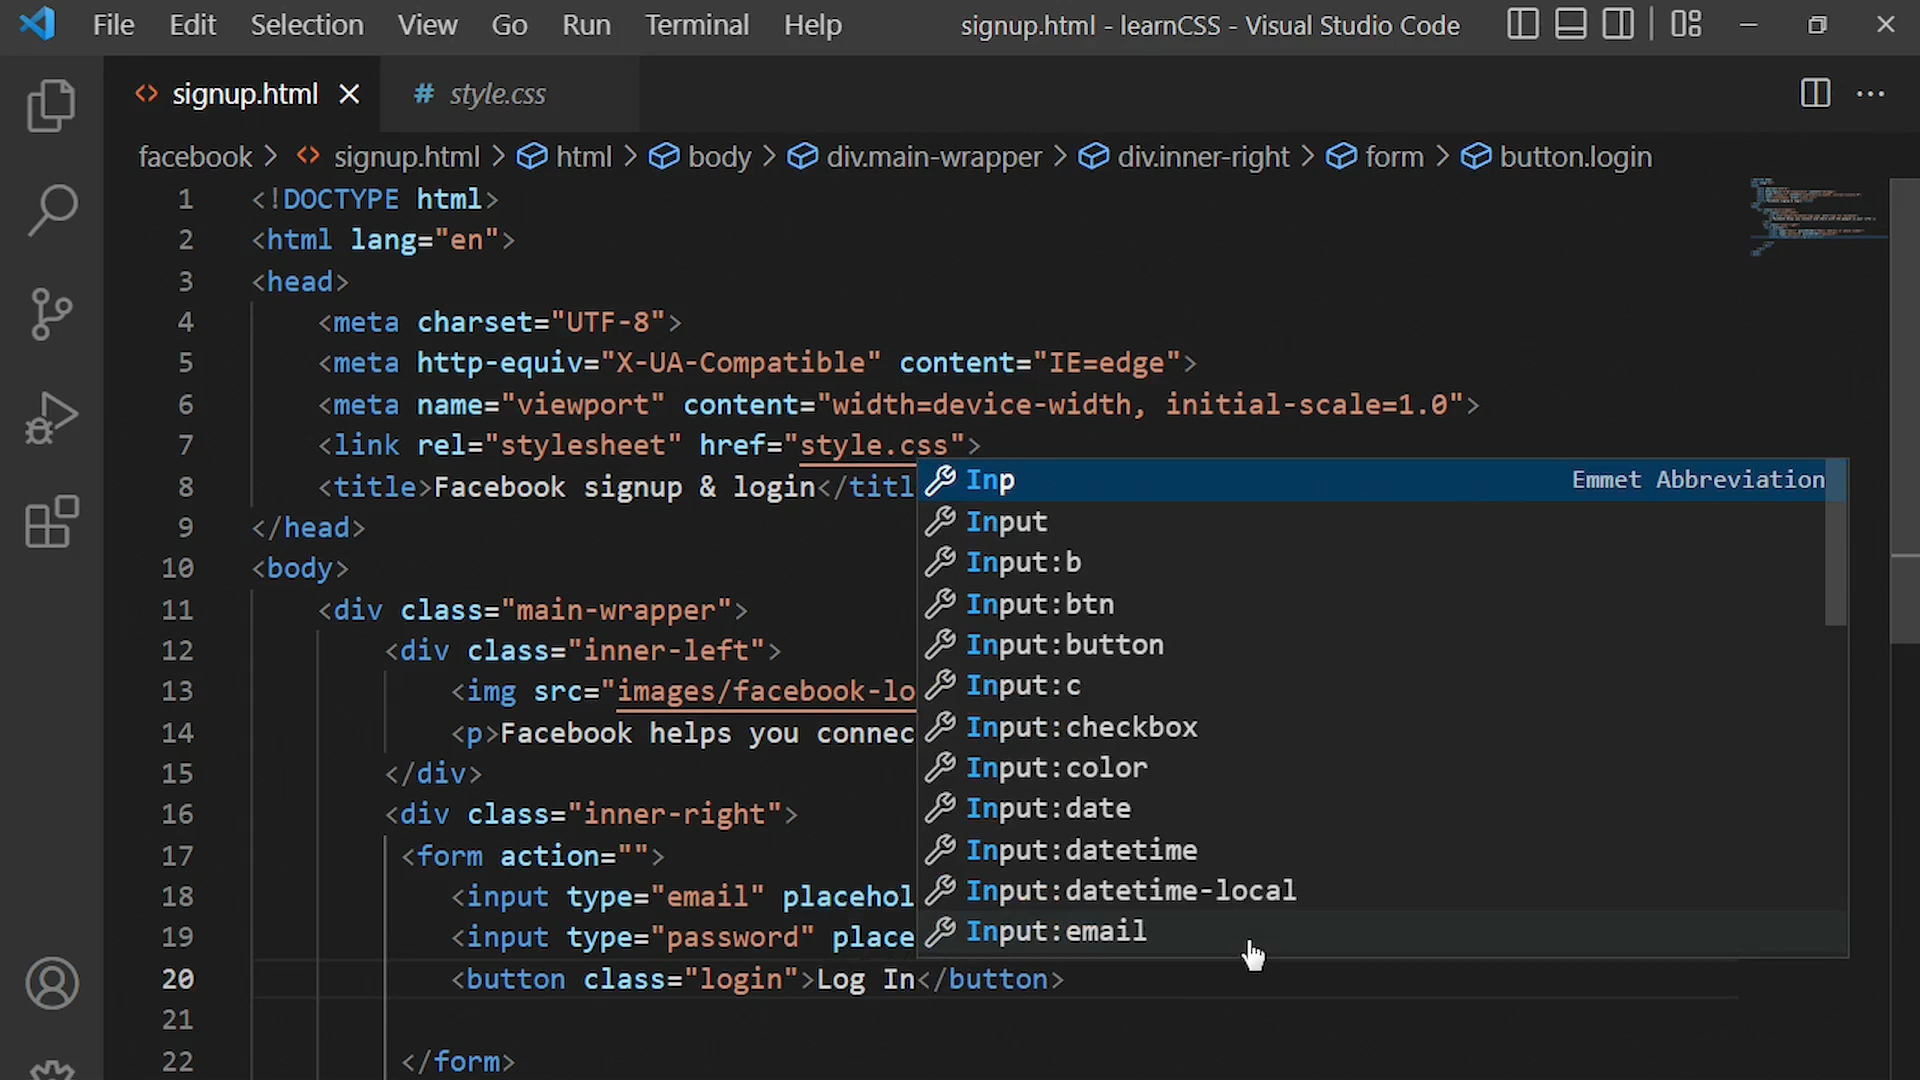 File Edit Selection View Go Run Terminal Help signup.html - learnCSS - Visual Studio Code
<> signup.html # style.css
facebook > <> signup.html > html > body > div.main-wrapper > div.inner-right > form > button.login
1 <!DOCTYPE html>
2 <html lang="en">
3 <head>
4 <meta charset="UTF-8">
5 <meta http-equiv="X-UA-Compatible" content="IE=edge">
6 <meta name="viewport" content="width=device-width, initial-scale=1.0">
7 <link rel="stylesheet" href="style.css">
8 <title>Facebook signup & login</titl
9 </head>
10 <body>
11 <div class="main-wrapper">
12 <div class="inner-left">
13 <img src="images/facebook-lo
14 <p>Facebook helps you connec
15 </div>
16 <div class="inner-right">
17 <form action="">
18 <input type="email" placehol
19 <input type="password" place
20 <button class="login">Log In</button>
21
22 </form>
Inp Emmet Abbreviation
Input
Input:b
Input:btn
Input:button
Input:c
Input:checkbox
Input:color
Input:date
Input:datetime
Input:datetime-local
Input:email